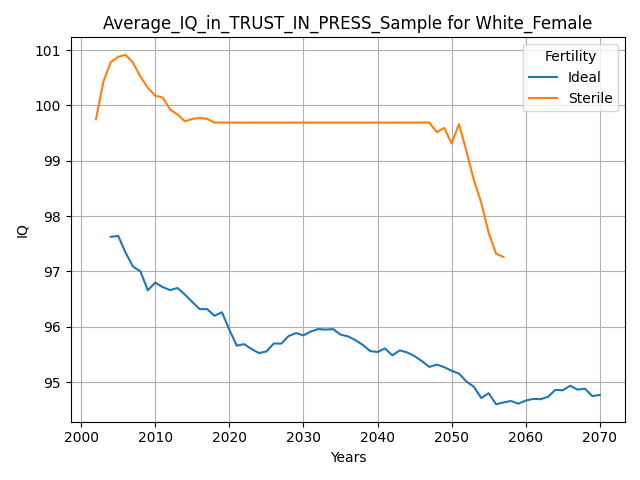 Average_IQ_in_TRUST_IN_PRESS_Sample for White_Female
Fertility
Ideal
Sterile
IQ
101
100
99
98
97
96
95
2000 2010 2020 2030 2040 2050 2060 2070
Years